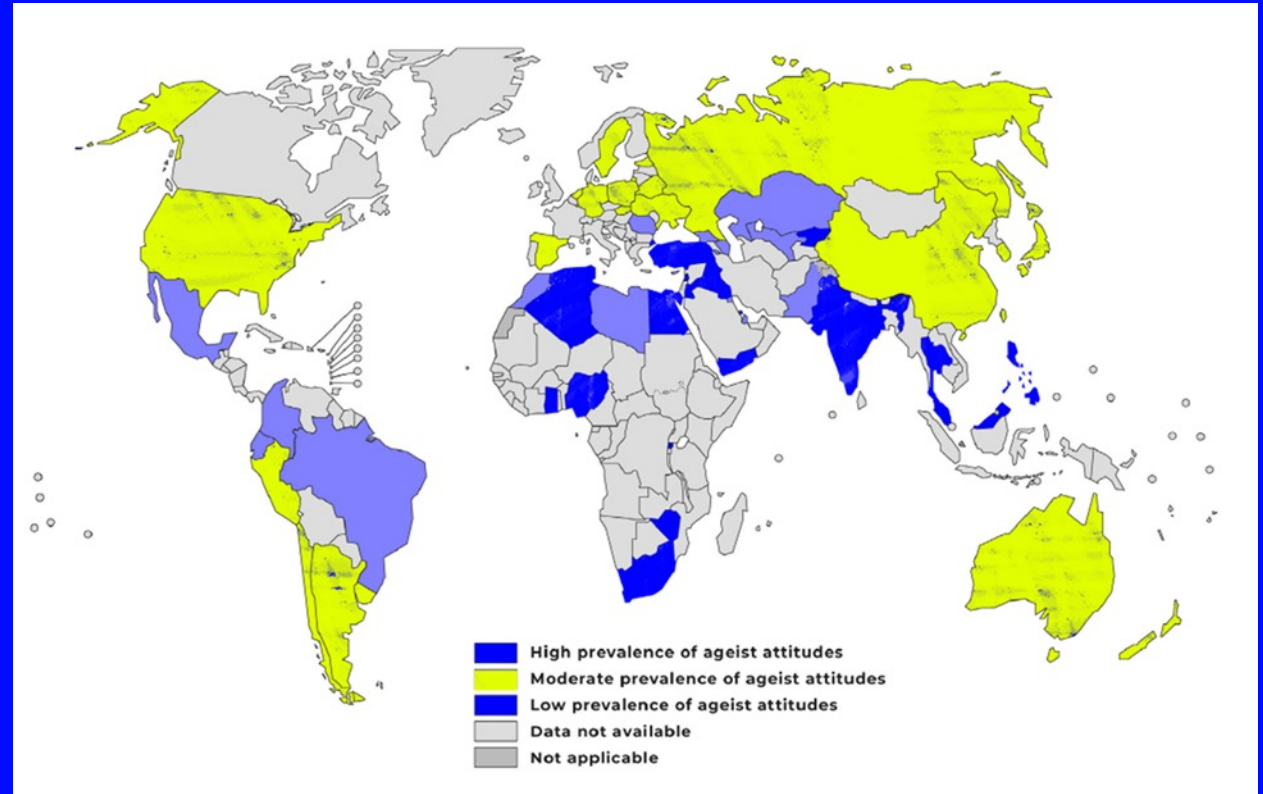 High prevalence of ageist attitudes
Moderate prevalence of ageist attitudes
Low prevalence of ageist attitudes
Data not available
Not applicable